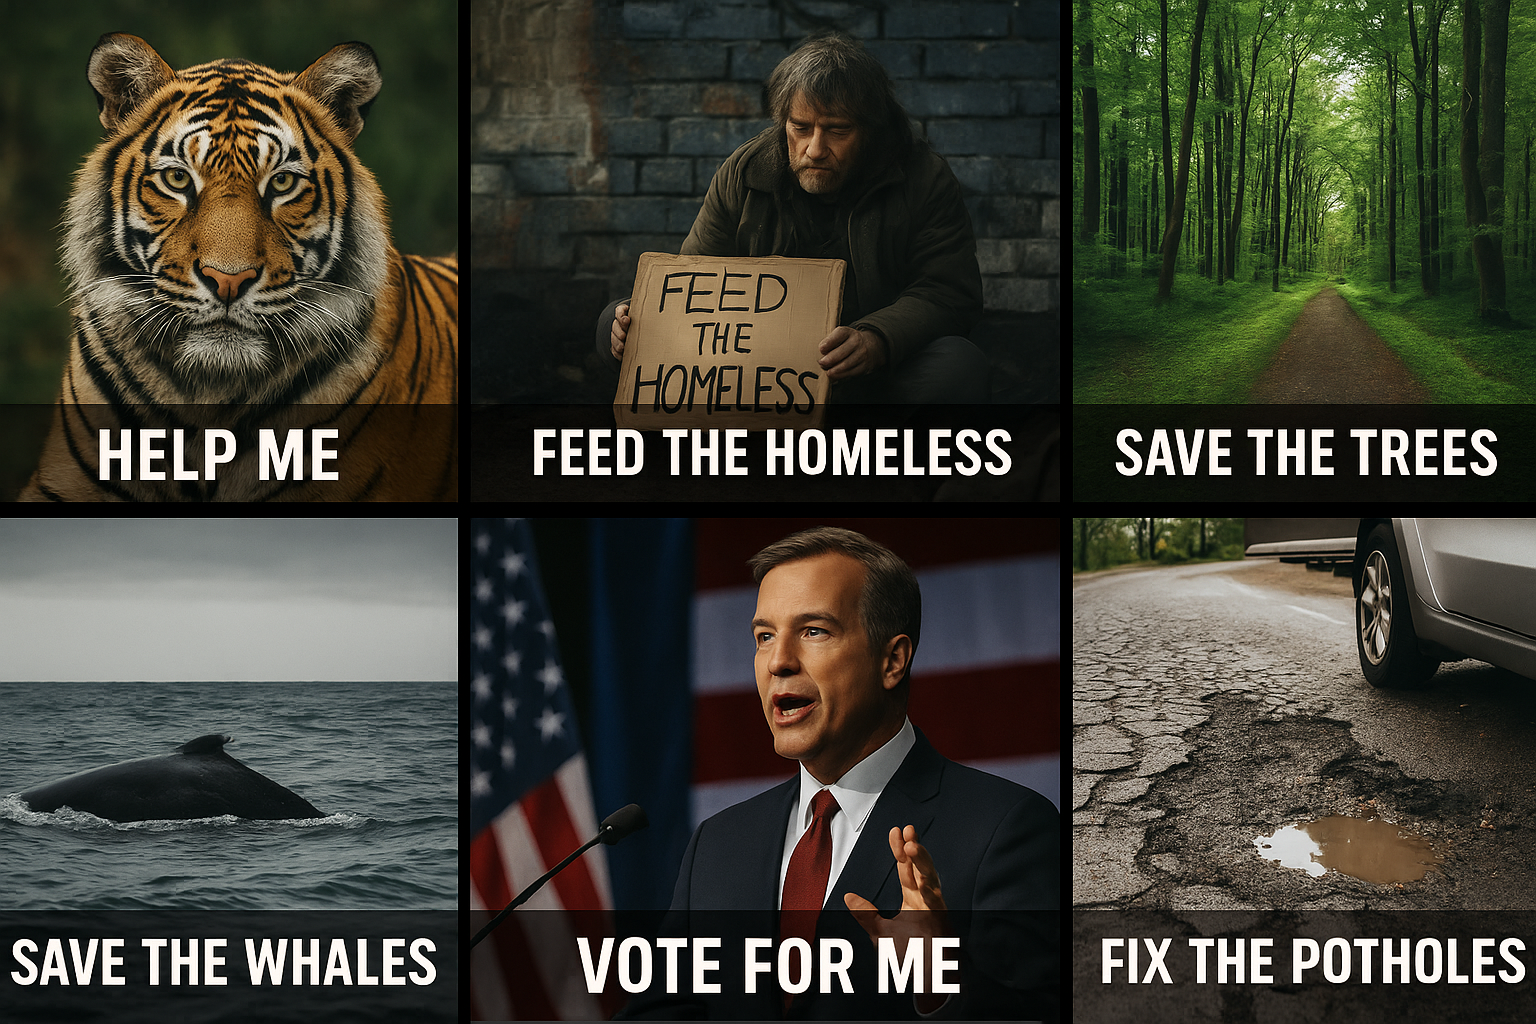 HELP ME
FEED
THE
HOMELESS
FEED THE HOMELESS
SAVE THE TREES
SAVE THE WHALES
VOTE FOR ME
FIX THE POTHOLES